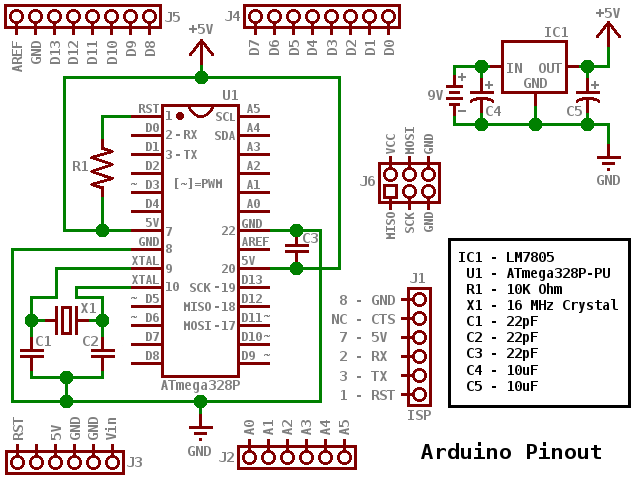 J5
AREF GND D13 D12 D11 D10 D9 D8
J4
D7 D6 D5 D4 D3 D2 D1 D0
+5V
+5V
IC1
IN OUT
GND
9V
+
-
+
C4
+
C5
GND
U1
RST 1 SCL A5
D0 2-RX SDA A4
D1 3-TX A3
D2 A2
~ D3 [~]=PWM A1
D4 A0
5V 7 22 GND
GND 8 AREF
XTAL 9 20 5V
XTAL 10 SCK-19 D13
~ D5 MISO-18 D12
~ D6 MOSI-17 D11~
D7 D10~
D8 D9 ~
ATmega328P
R1
C3
X1
C1
C2
GND
VCC MOSI GND
J6
MISO SCK GND
J1
8 - GND
NC - CTS
7 - 5V
2 - RX
3 - TX
1 - RST
ISP
IC1 - LM7805
U1 - ATmega328P-PU
R1 - 10K Ohm
X1 - 16 MHz Crystal
C1 - 22pF
C2 - 22pF
C3 - 22pF
C4 - 10uF
C5 - 10uF
RST 5V GND GND Vin
J3
A0 A1 A2 A3 A4 A5
J2
Arduino Pinout